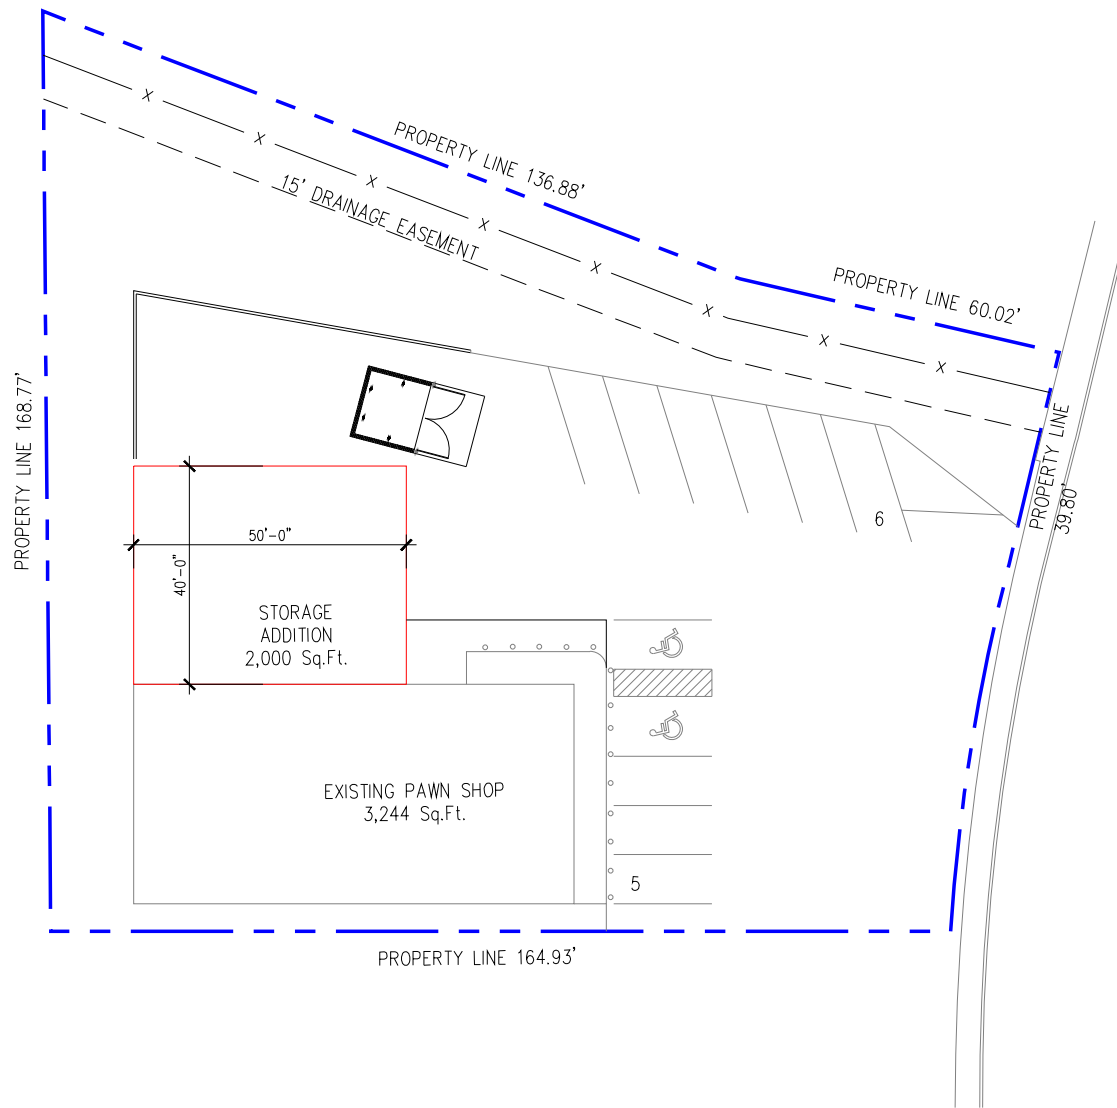 PROPERTY LINE 136.88'
15' DRAINAGE EASEMENT
PROPERTY LINE 60.02'
PROPERTY LINE 168.77'
PROPERTY LINE
39.80'
6
50'-0"
40'-0"
STORAGE
ADDITION
2,000 Sq.Ft.
EXISTING PAWN SHOP
3,244 Sq.Ft.
5
PROPERTY LINE 164.93'